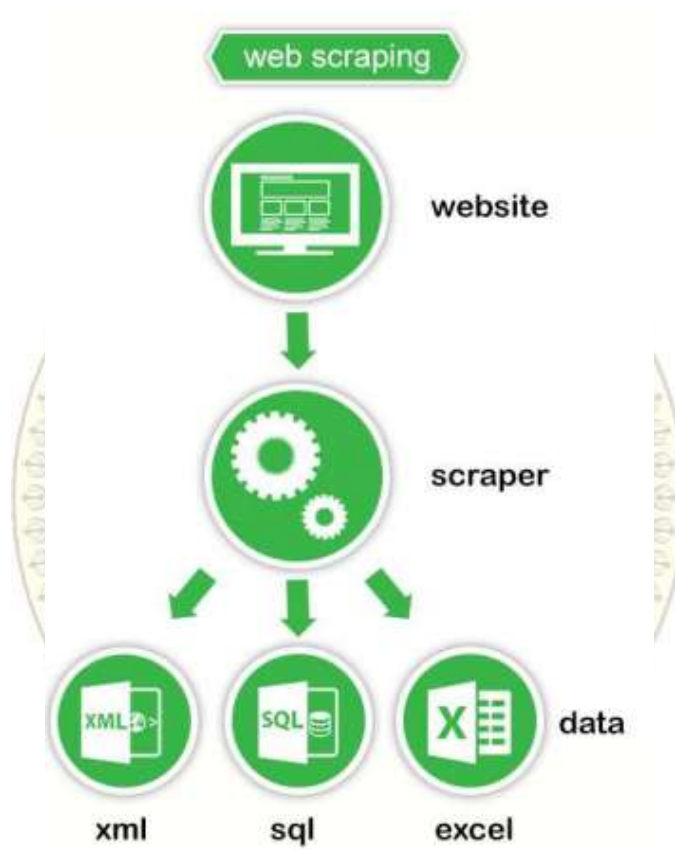 web scraping
website
scraper
XML
SQL
X
data
xml
sql
excel